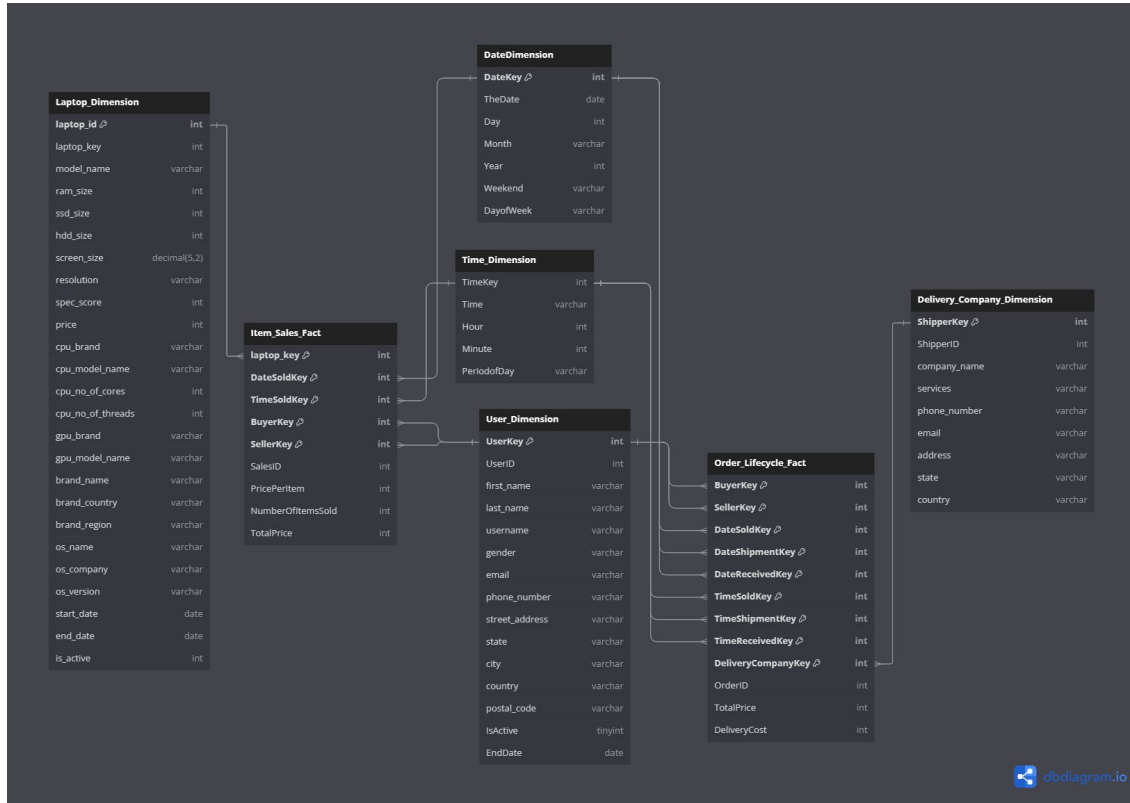 Laptop_Dimension
laptop_id int
laptop_key int
model_name varchar
ram_size int
ssd_size int
hdd_size int
screen_size decimal(5,2)
resolution varchar
spec_score int
price int
cpu_brand varchar
cpu_model_name varchar
cpu_no_of_cores int
cpu_no_of_threads int
gpu_brand varchar
gpu_model_name varchar
brand_name varchar
brand_country varchar
brand_region varchar
os_name varchar
os_company varchar
os_version varchar
start_date date
end_date date
is_active int
Item_Sales_Fact
laptop_key int
DateSoldKey int
TimeSoldKey int
BuyerKey int
SellerKey int
SalesID int
PricePerItem int
NumberOfItemsSold int
TotalPrice int
DateDimension
DateKey int
TheDate date
Day int
Month varchar
Year int
Weekend varchar
DayofWeek varchar
Time_Dimension
TimeKey int
Time varchar
Hour int
Minute int
PeriodofDay varchar
User_Dimension
UserKey int
UserID int
first_name varchar
last_name varchar
username varchar
gender varchar
email varchar
phone_number varchar
street_address varchar
state varchar
city varchar
country varchar
postal_code varchar
IsActive tinyint
EndDate date
Order_Lifecycle_Fact
BuyerKey int
SellerKey int
DateSoldKey int
DateShipmentKey int
DateReceivedKey int
TimeSoldKey int
TimeShipmentKey int
TimeReceivedKey int
DeliveryCompanyKey int
OrderID int
TotalPrice int
DeliveryCost int
Delivery_Company_Dimension
ShipperKey int
ShipperID int
company_name varchar
services varchar
phone_number varchar
email varchar
address varchar
state varchar
country varchar
dbdiagram.io